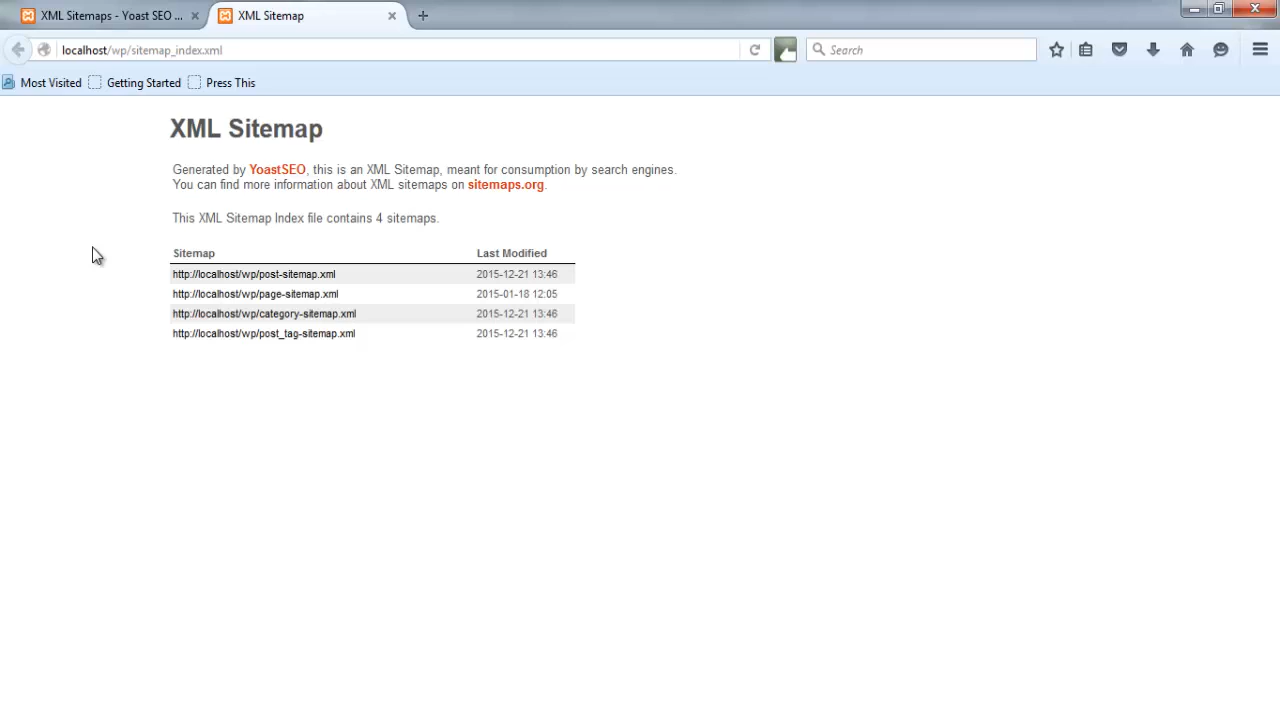 XML Sitemaps - Yoast SEO ...
XML Sitemap
localhost/wp/sitemap_index.xml
Search
Most Visited
Getting Started
Press This
XML Sitemap
Generated by YoastSEO, this is an XML Sitemap, meant for consumption by search engines.
You can find more information about XML sitemaps on sitemaps.org.
This XML Sitemap Index file contains 4 sitemaps.
Sitemap Last Modified
http://localhost/wp/post-sitemap.xml 2015-12-21 13:46
http://localhost/wp/page-sitemap.xml 2015-01-18 12:05
http://localhost/wp/category-sitemap.xml 2015-12-21 13:46
http://localhost/wp/post_tag-sitemap.xml 2015-12-21 13:46